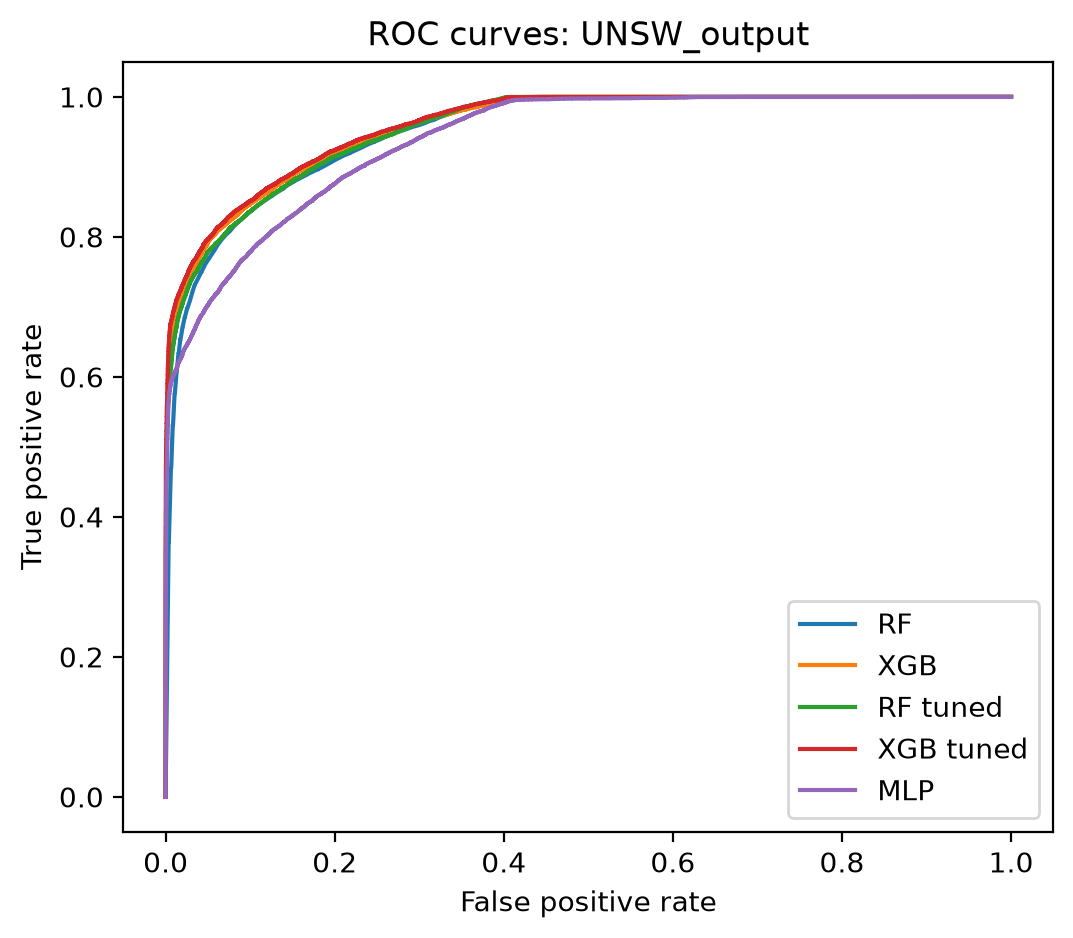 ROC curves: UNSW_output
1.0
0.8
0.6
0.4
0.2
0.0
True positive rate
RF
XGB
RF tuned
XGB tuned
MLP
0.0 0.2 0.4 0.6 0.8 1.0
False positive rate